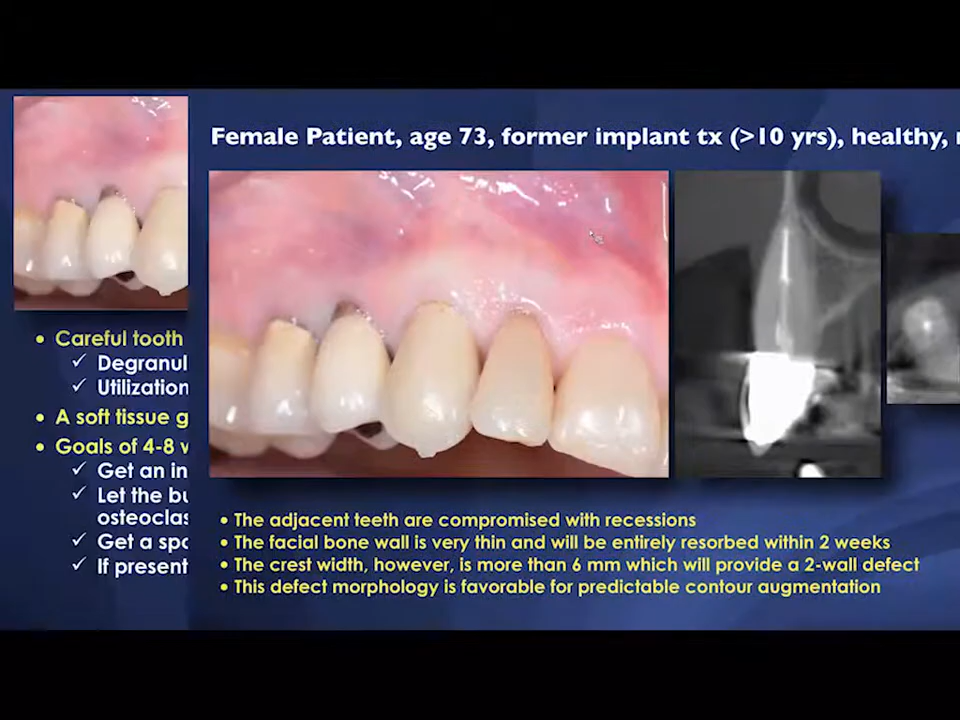 Female Patient, age 73, former implant tx (>10 yrs), healthy,
• Careful tooth
✓ Degranul
✓ Utilization
• A soft tissue g
• Goals of 4-8 w
✓ Get an in
✓ Let the bu
osteoclas
✓ Get a spo
✓ If present
• The adjacent teeth are compromised with recessions
• The facial bone wall is very thin and will be entirely resorbed within 2 weeks
• The crest width, however, is more than 6 mm which will provide a 2-wall defect
• This defect morphology is favorable for predictable contour augmentation